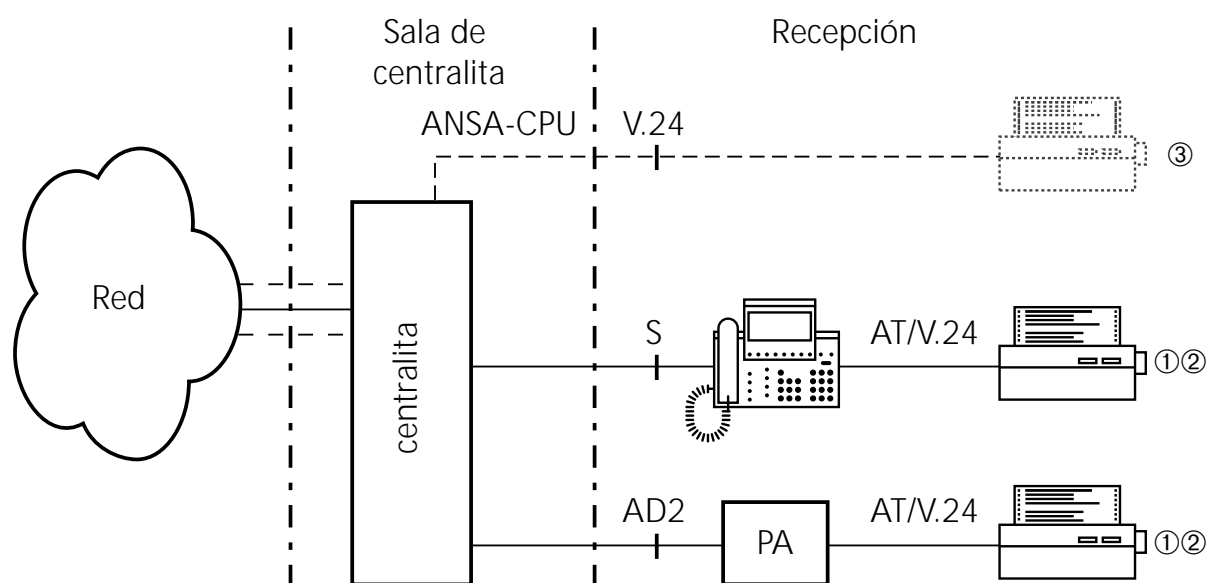 Sala de
centralita
Recepción
ANSA-CPU
V.24
③
Red
centralita
S
AT/V.24
①②
AD2
PA
AT/V.24
①②